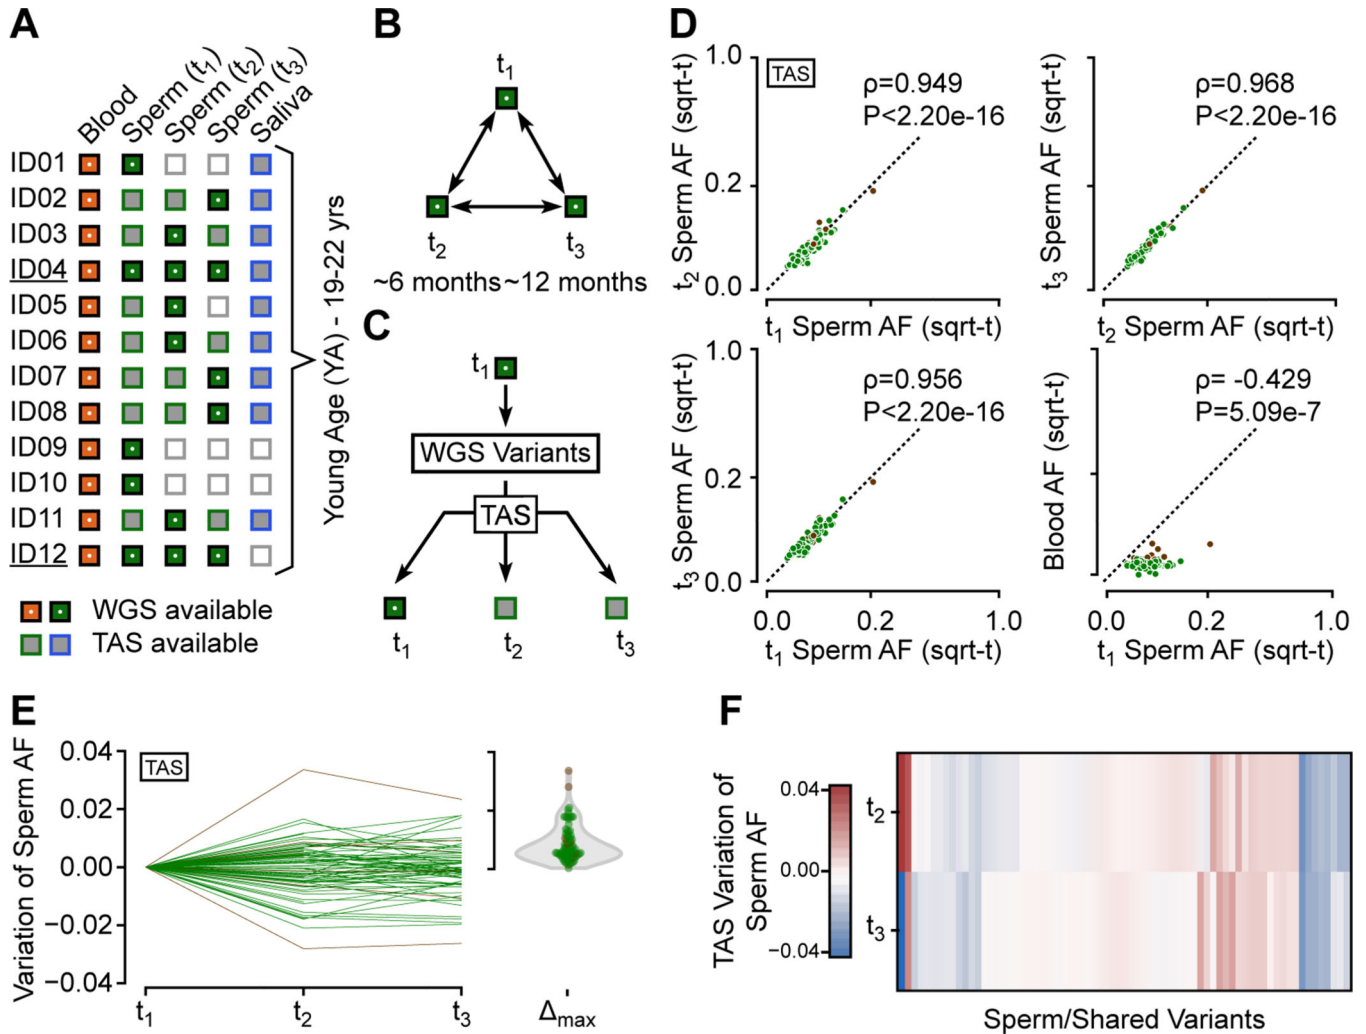 A
Blood
Sperm (t1)
Sperm (t2)
Sperm (t3)
Saliva
ID01
ID02
ID03
ID04
ID05
ID06
ID07
ID08
ID09
ID10
ID11
ID12
Young Age (YA) - 19-22 yrs
WGS available
TAS available
B
t1
t2
t3
~6 months
~12 months
C
t1
WGS Variants
TAS
t1
t2
t3
D
TAS
t2 Sperm AF (sqrt-t)
1.0
0.2
0.0
ρ=0.949
P<2.20e-16
t1 Sperm AF (sqrt-t)
t3 Sperm AF (sqrt-t)
ρ=0.968
P<2.20e-16
t2 Sperm AF (sqrt-t)
t3 Sperm AF (sqrt-t)
1.0
0.2
0.0
ρ=0.956
P<2.20e-16
0.0
0.2
1.0
t1 Sperm AF (sqrt-t)
Blood AF (sqrt-t)
ρ= -0.429
P=5.09e-7
0.0
0.2
1.0
t1 Sperm AF (sqrt-t)
E
Variation of Sperm AF
0.04
0.02
0.00
−0.02
−0.04
TAS
t1
t2
t3
Δmax
F
TAS Variation of
Sperm AF
0.04
0.00
−0.04
t2
t3
Sperm/Shared Variants